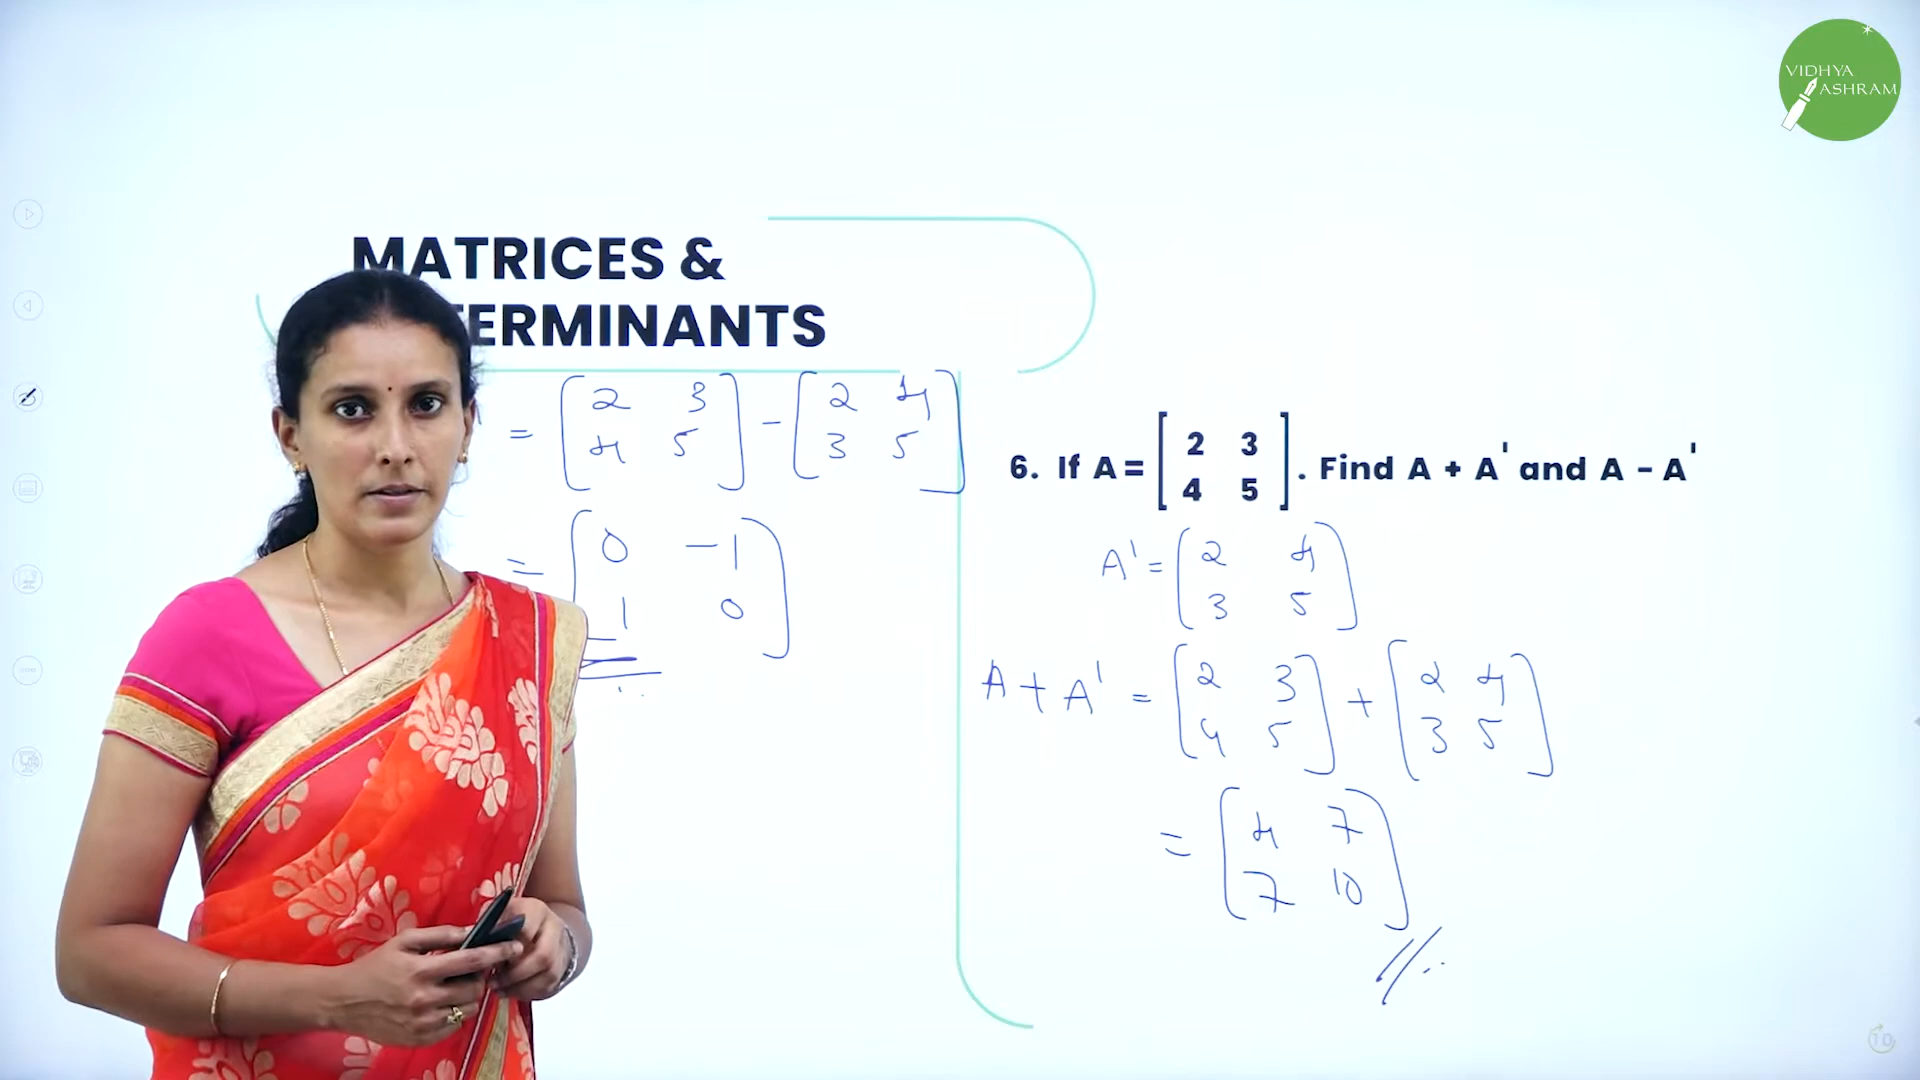 VIDHYA
ASHRAM
MATRICES &
ERMINANTS
= [2 3] - [2 4]
[4 5] [3 5]
= [0 -1]
[1 0]
6. If A = [2 3] . Find A + A' and A - A'
[4 5]
A' = [2 4]
[3 5]
A + A' = [2 3] + [2 4]
[4 5] [3 5]
= [4 7]
[7 10]
10